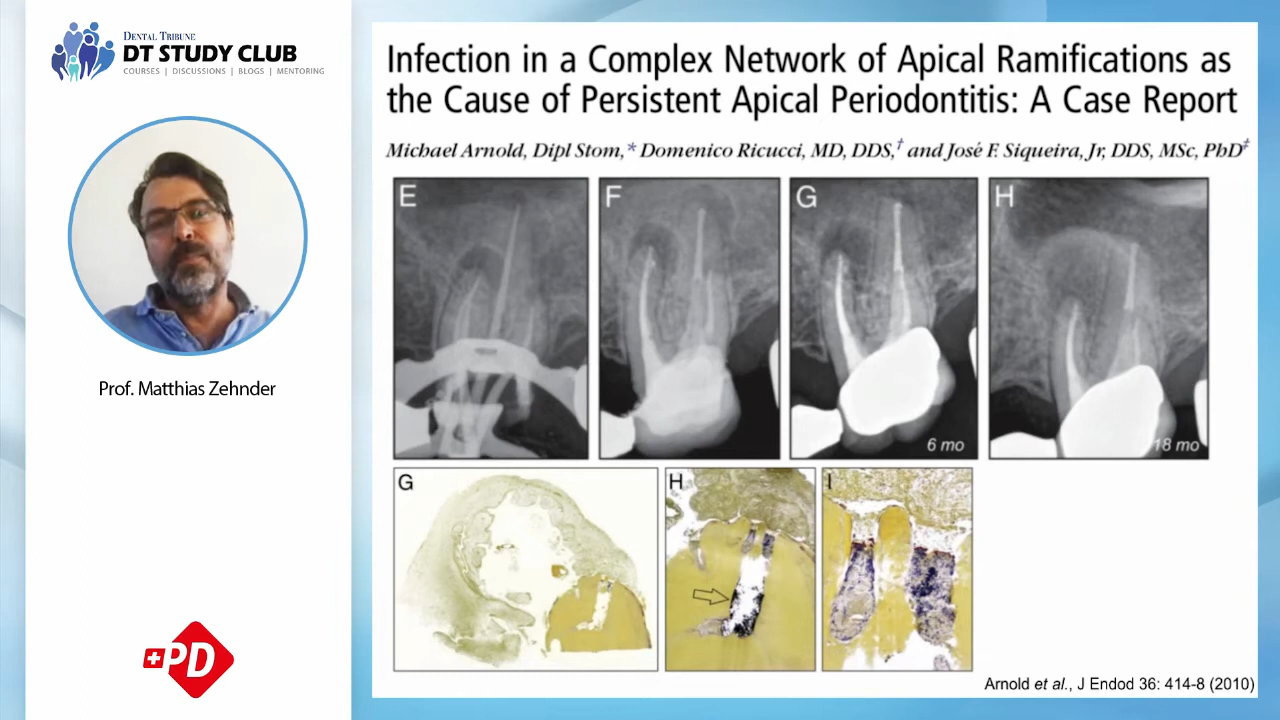 DENTAL TRIBUNE
DT STUDY CLUB
COURSES | DISCUSSIONS | BLOGS | MENTORING
Prof. Matthias Zehnder
PD
Infection in a Complex Network of Apical Ramifications as
the Cause of Persistent Apical Periodontitis: A Case Report
Michael Arnold, Dipl Stom,* Domenico Ricucci, MD, DDS,† and José F. Siqueira, Jr, DDS, MSc, PhD‡
E
F
G
H
6 mo
18 mo
G
H
I
Arnold et al., J Endod 36: 414-8 (2010)